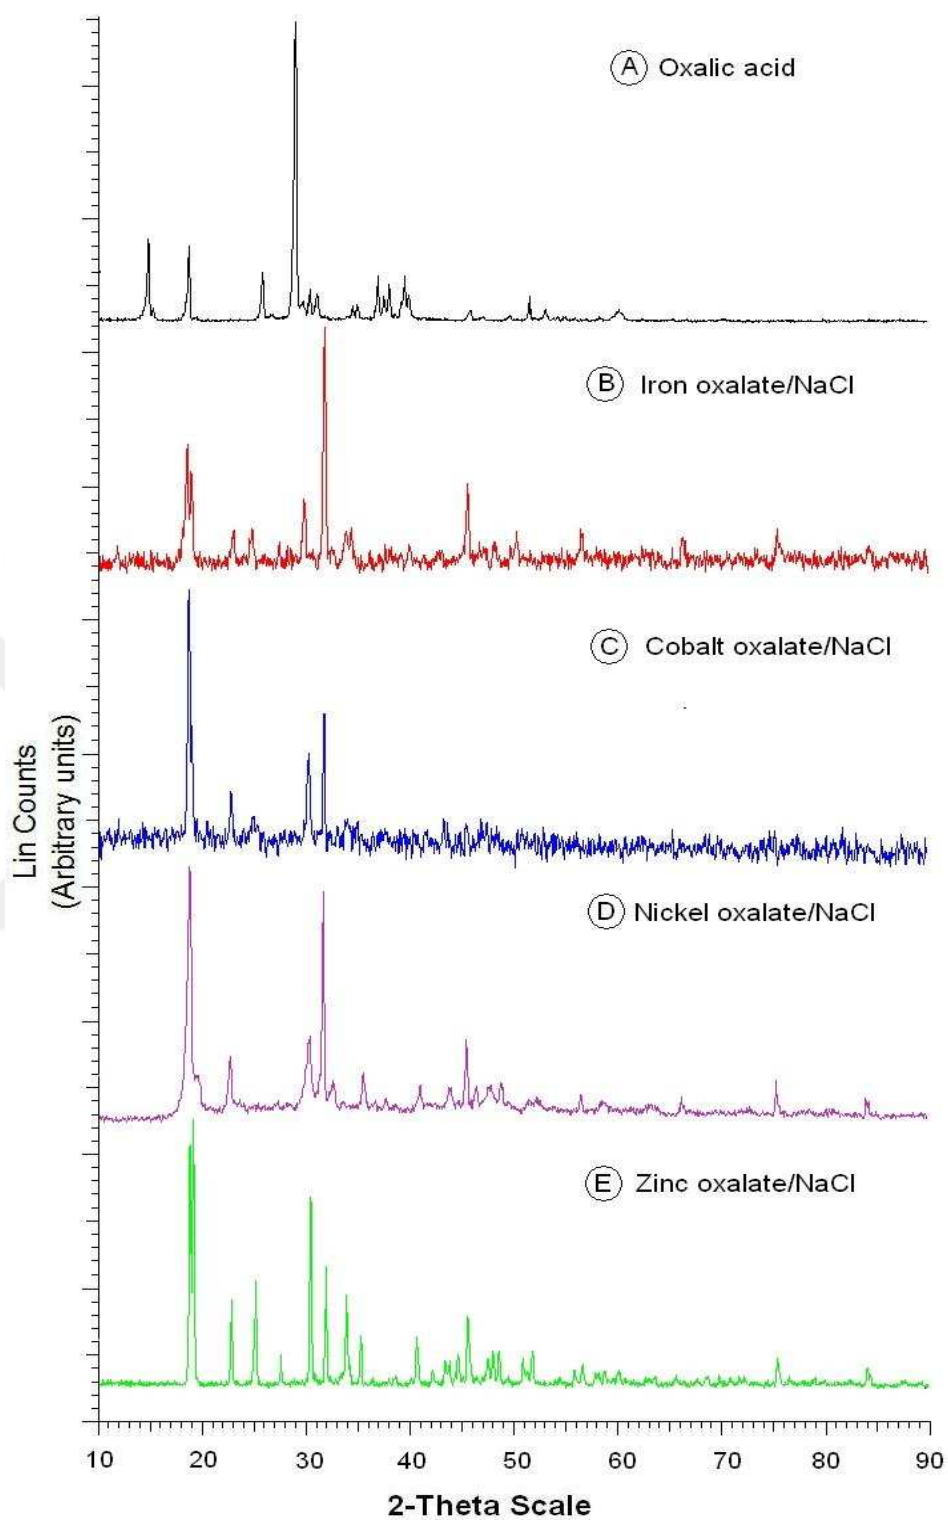 A Oxalic acid
B Iron oxalate/NaCl
C Cobalt oxalate/NaCl
D Nickel oxalate/NaCl
E Zinc oxalate/NaCl
Lin Counts
(Arbitrary units)
10 20 30 40 50 60 70 80 90
2-Theta Scale